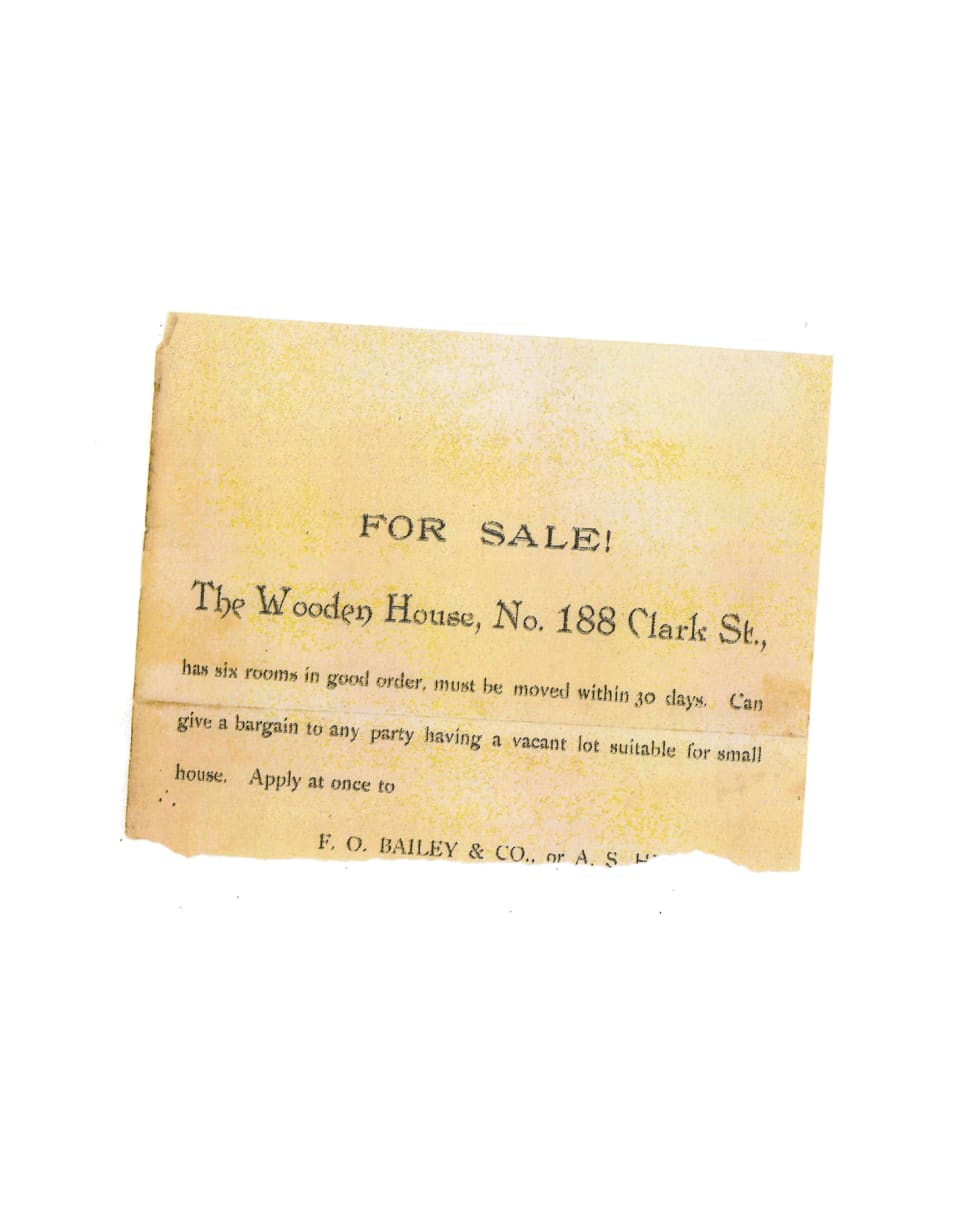 FOR SALE!
The Wooden House, No. 188 Clark St.,
has six rooms in good order, must be moved within 30 days. Can
give a bargain to any party having a vacant lot suitable for small
house. Apply at once to
F. O. BAILEY & CO., or A. S.